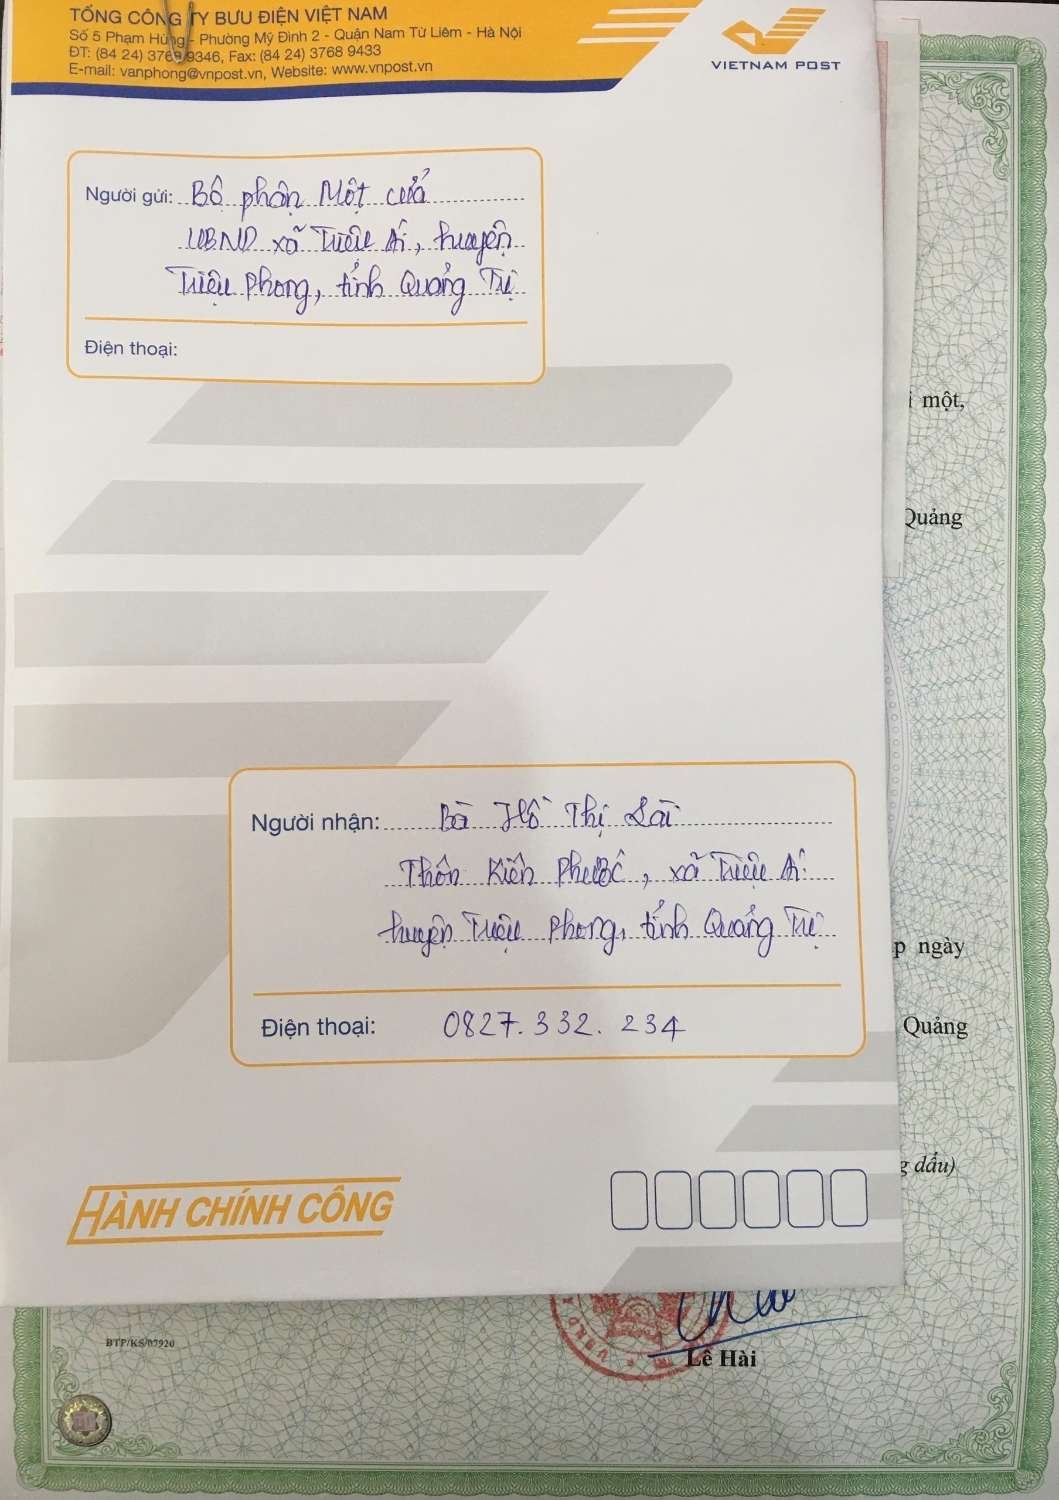 TỔNG CÔNG TY BƯU ĐIỆN VIỆT NAM
Số 5 Phạm Hùng - Phường Mỹ Đình 2 - Quận Nam Từ Liêm - Hà Nội
ĐT: (84 24) 3768 9346, Fax: (84 24) 3768 9433
E-mail: vanphong@vnpost.vn, Website: www.vnpost.vn
VIETNAM POST
Người gửi: Bộ phận Một cửa
UBND xã Triệu Ái, huyện
Triệu Phong, tỉnh Quảng Trị
Điện thoại:
một,
Quảng
Người nhận: Bà Hồ Thị Lài
Thôn Kiên Phước, xã Triệu Ái
huyện Triệu Phong, tỉnh Quảng Trị
p ngày
Điện thoại: 0827.332.234
Quảng
g dấu)
HÀNH CHÍNH CÔNG
BTP/KS/07920
Lê Hài